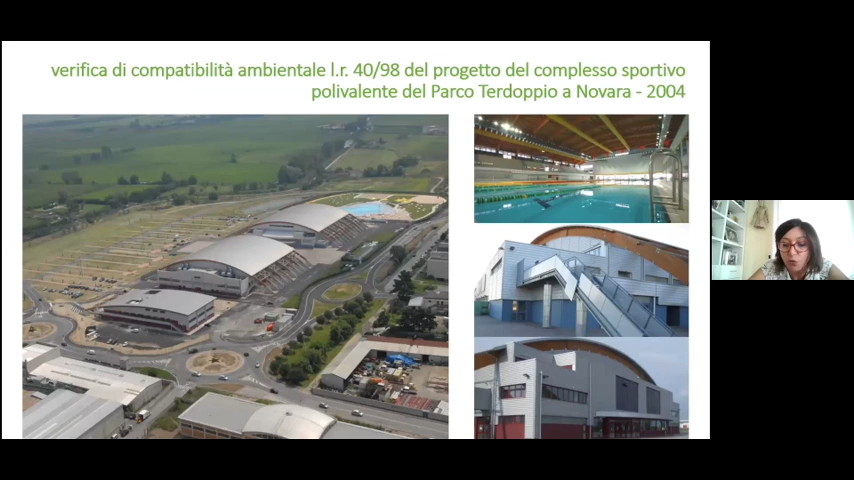 verifica di compatibilità ambientale l.r. 40/98 del progetto del complesso sportivo
polivalente del Parco Terdoppio a Novara - 2004